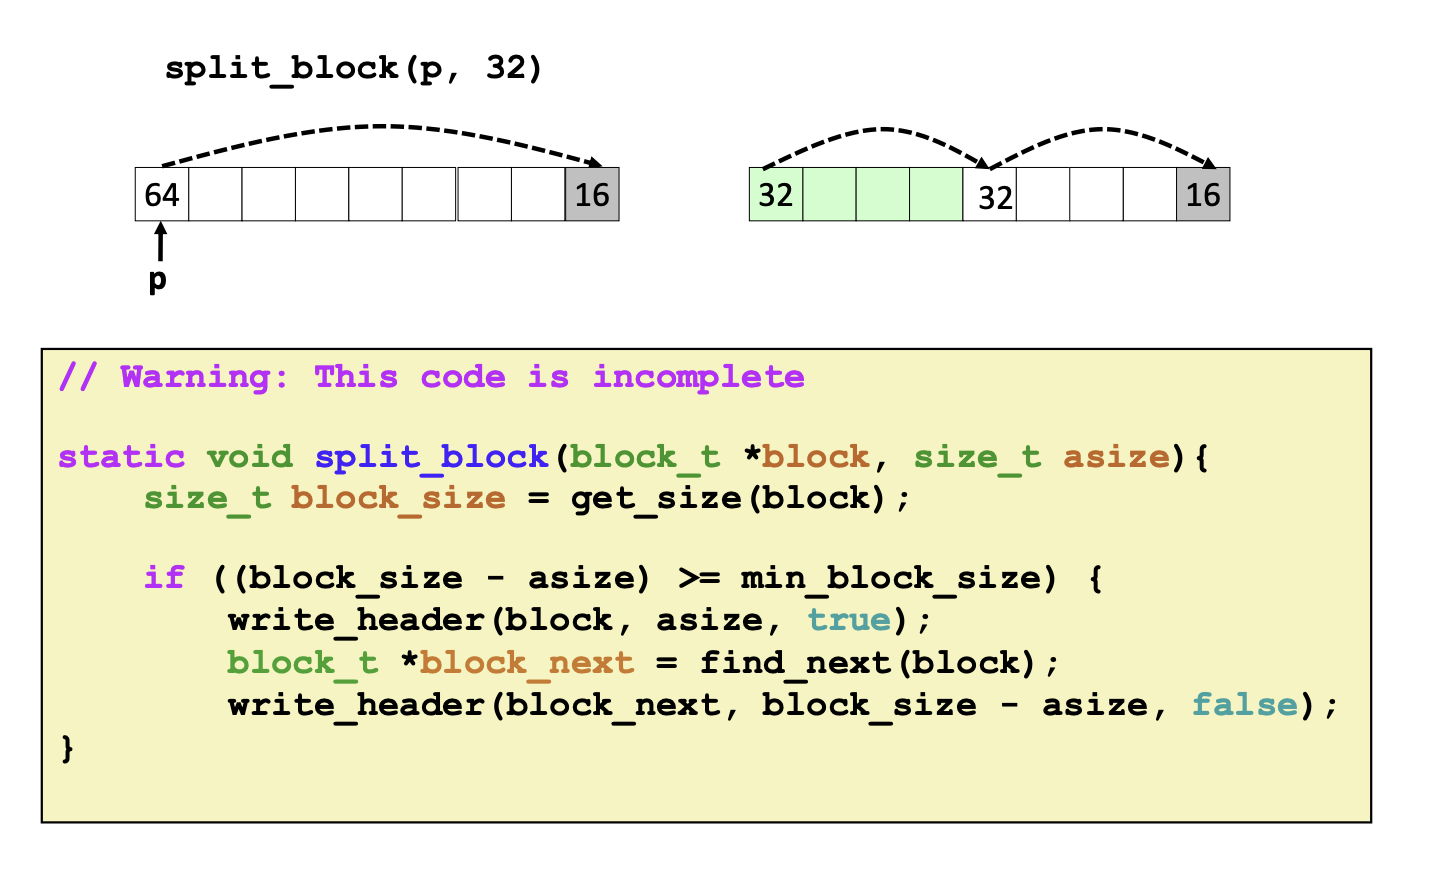 split_block(p, 32)
64 16 32 32 16
p
// Warning: This code is incomplete
static void split_block(block_t *block, size_t asize){
size_t block_size = get_size(block);
if ((block_size - asize) >= min_block_size) {
write_header(block, asize, true);
block_t *block_next = find_next(block);
write_header(block_next, block_size - asize, false);
}